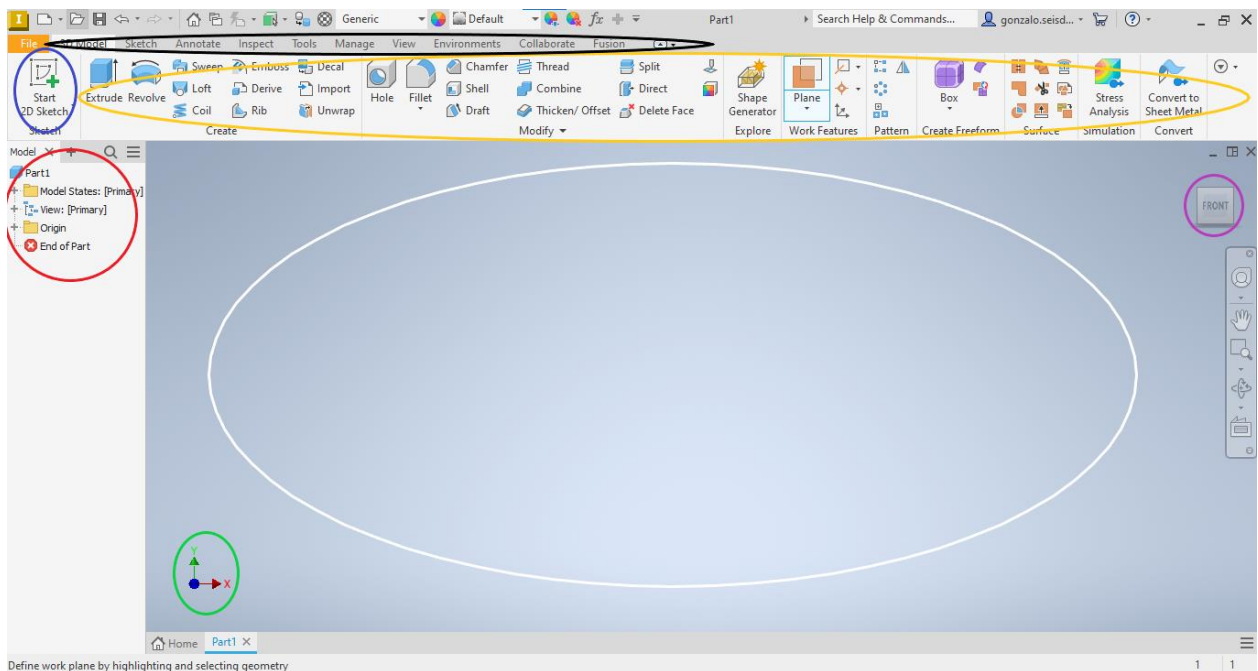 I Generic Default fx Part1 Search Help & Commands... gonzalo.seisd...
File 3D Model Sketch Annotate Inspect Tools Manage View Environments Collaborate Fusion
Start
2D Sketch
Sketch
Extrude Revolve
Sweep Emboss Decal
Loft Derive Import
Coil Rib Unwrap
Create
Hole Fillet
Chamfer Thread Split
Shell Combine Direct
Draft Thicken/ Offset Delete Face
Modify
Shape
Generator
Explore
Plane
Work Features
Pattern
Box
Create Freeform
Surface
Stress
Analysis
Simulation
Convert to
Sheet Metal
Convert
Model
Part1
Model States: [Primary]
View: [Primary]
Origin
End of Part
FRONT
Y
X
Home Part1
Define work plane by highlighting and selecting geometry 1 1